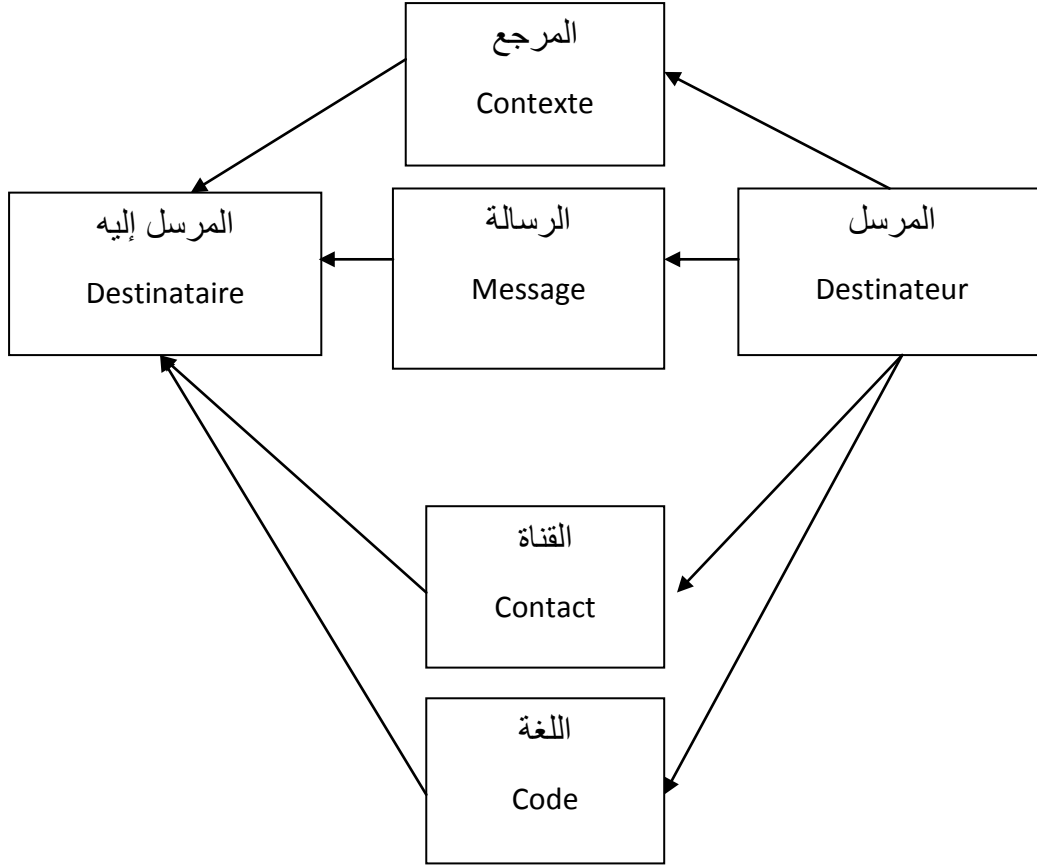 المرجع
Contexte
المرسل
Destinateur
الرسالة
Message
المرسل إليه
Destinataire
القناة
Contact
اللغة
Code